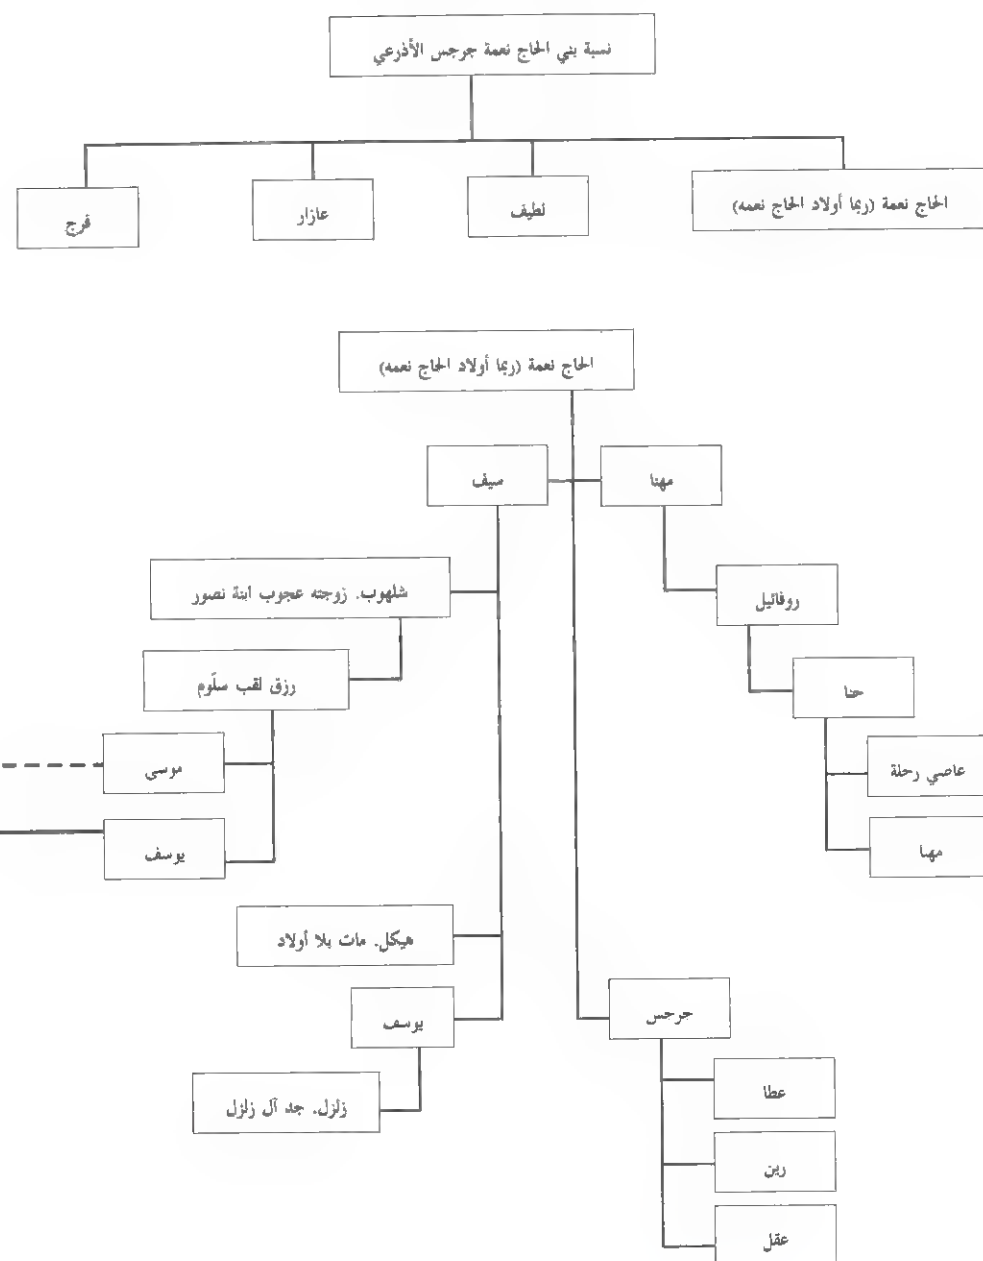 نسبة بني الحاج نعمة جرجس الأذرعي
الحاج نعمة (ربما أولاد الحاج نعمه)
لطيف
عازار
فرج
الحاج نعمة (ربما أولاد الحاج نعمه)
مهنا
سيف
شلهوب. زوجته عجوب ابنة نصور
روفائيل
رزق لقب سلّوم
حنا
موسى
عاصي رحلة
يوسف
مهنا
هيكل. مات بلا أولاد
يوسف
جرجس
زلزل. جد آل زلزل
عطا
رين
عقل